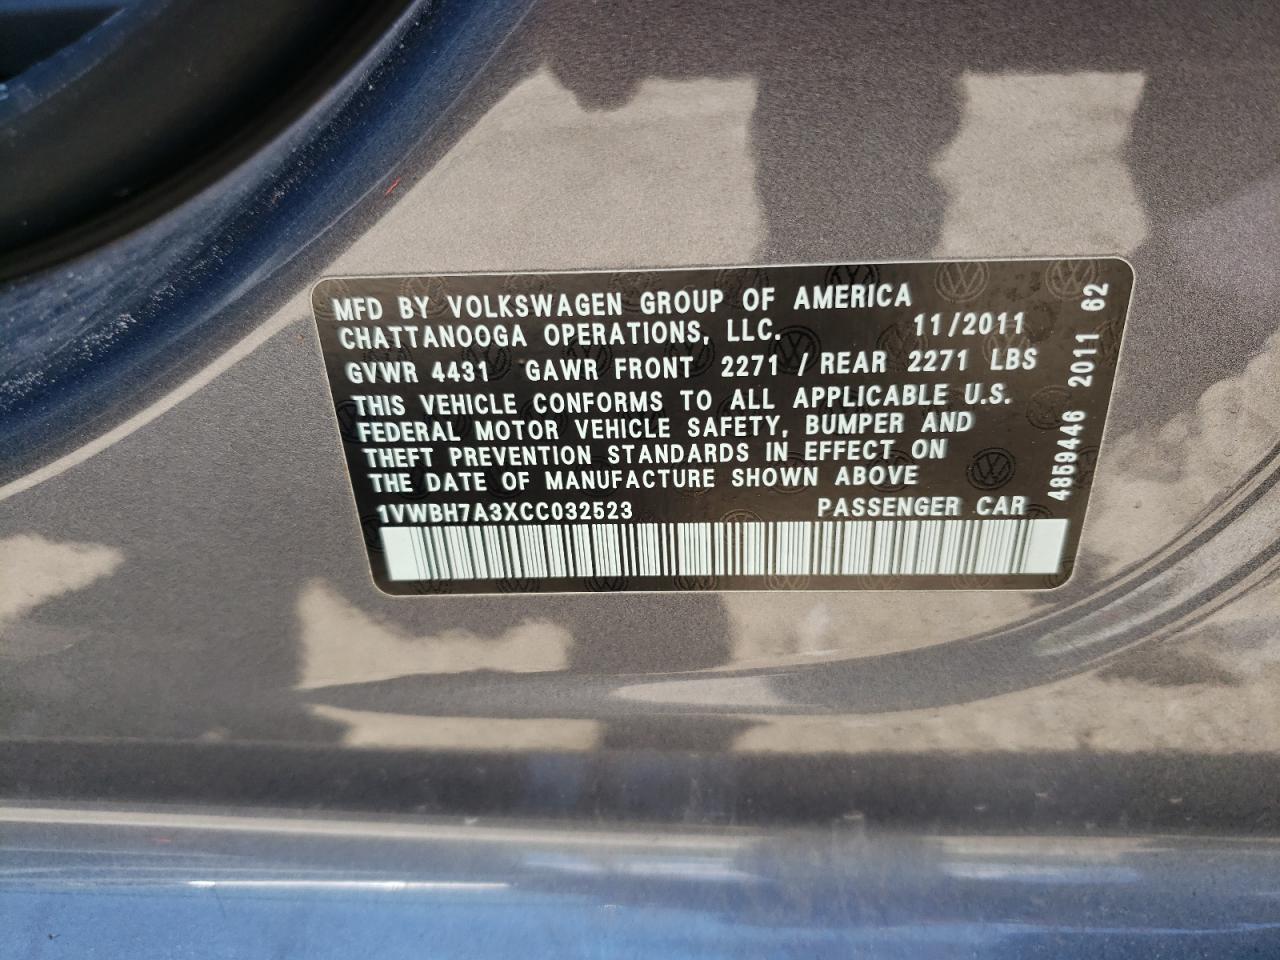 MFD BY VOLKSWAGEN GROUP OF AMERICA
CHATTANOOGA OPERATIONS, LLC. 11/2011
GVWR 4431 GAWR FRONT 2271 / REAR 2271 LBS
THIS VEHICLE CONFORMS TO ALL APPLICABLE U.S.
FEDERAL MOTOR VEHICLE SAFETY, BUMPER AND
THEFT PREVENTION STANDARDS IN EFFECT ON
THE DATE OF MANUFACTURE SHOWN ABOVE
1VWBH7A3XCC032523 PASSENGER CAR
4859446 2011 62